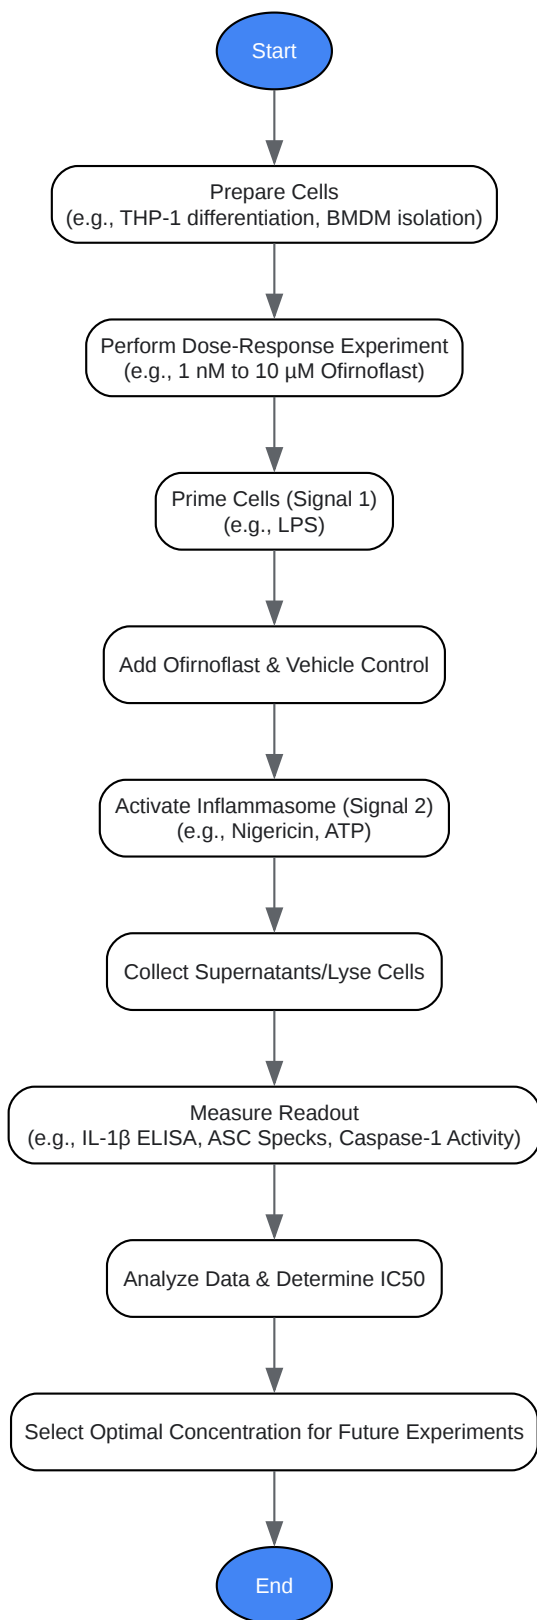 Start
Prepare Cells
(e.g., THP-1 differentiation, BMDM isolation)
Perform Dose-Response Experiment
(e.g., 1 nM to 10 µM Ofirnoflast)
Prime Cells (Signal 1)
(e.g., LPS)
Add Ofirnoflast & Vehicle Control
Activate Inflammasome (Signal 2)
(e.g., Nigericin, ATP)
Collect Supernatants/Lyse Cells
Measure Readout
(e.g., IL-1β ELISA, ASC Specks, Caspase-1 Activity)
Analyze Data & Determine IC50
Select Optimal Concentration for Future Experiments
End